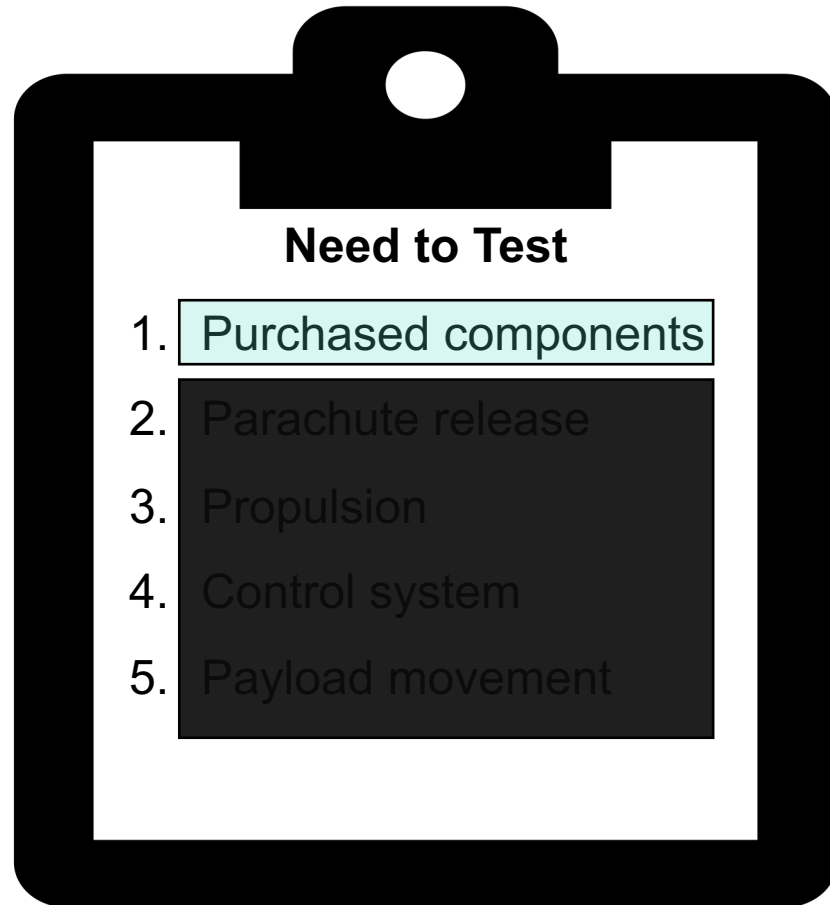 Need to Test
1. Purchased components
2. Parachute release
3. Propulsion
4. Control system
5. Payload movement